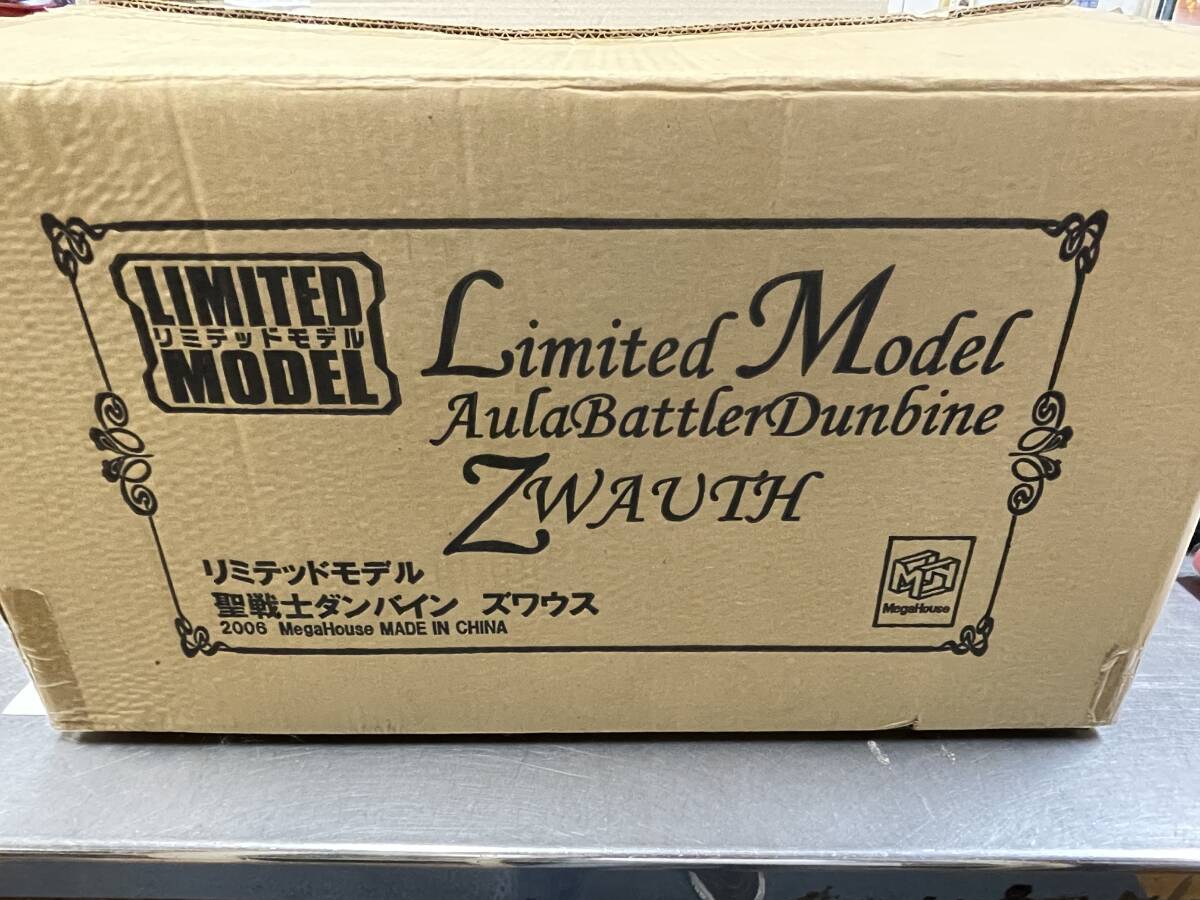 LIMITED
リミテッドモデル
MODEL
Limited Model
AulaBattlerDunbine
ZWAUTH
リミテッドモデル
聖戦士ダンバイン ズワウス
2006 MegaHouse MADE IN CHINA
MegaHouse